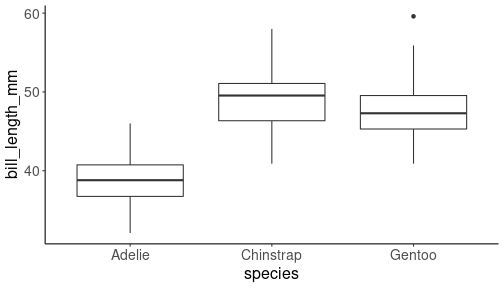 60
50
40
bill_length_mm
Adelie
Chinstrap
Gentoo
species